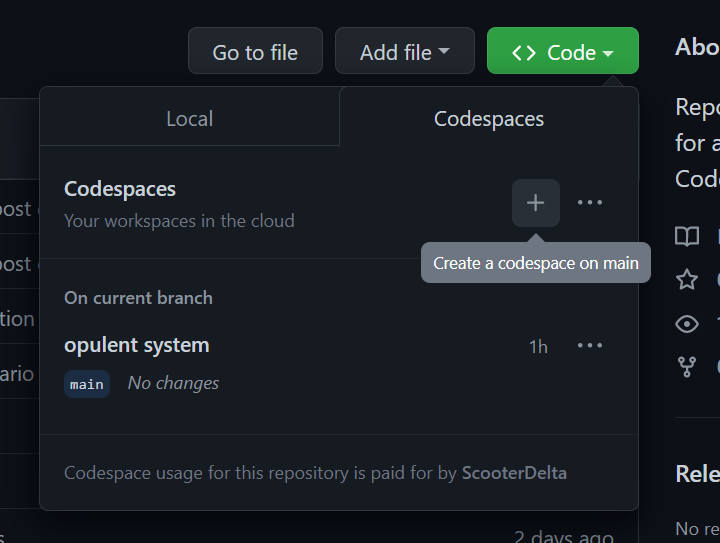 Go to file
Add file
Code
Local
Codespaces
Codespaces
Your workspaces in the cloud
Create a codespace on main
On current branch
opulent system
1h
main
No changes
Codespace usage for this repository is paid for by ScooterDelta
2 days ago
Abo
Repo
for a
Code
Rele
No re
post
post
tion
ario